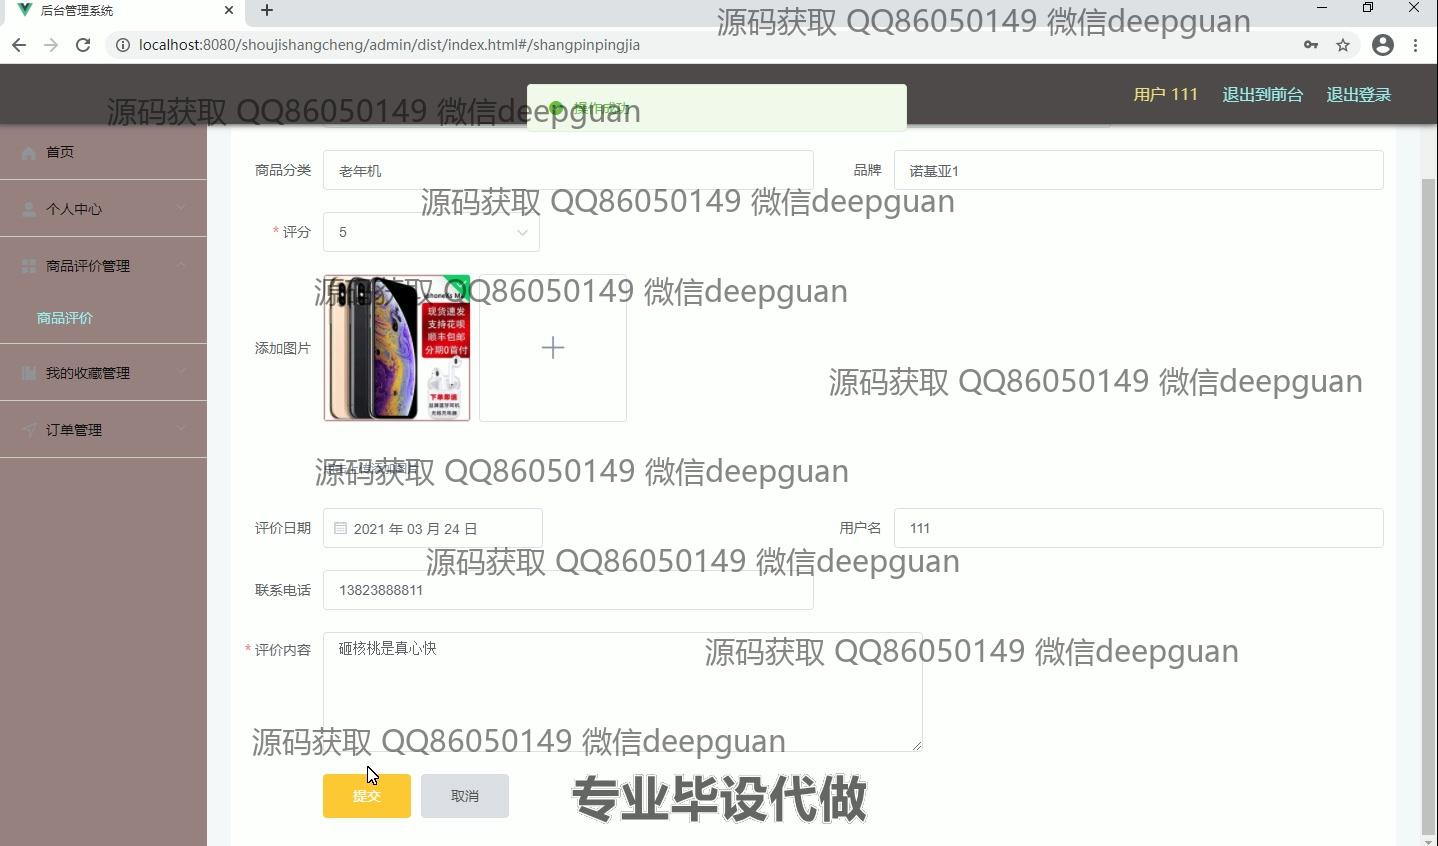 后台管理系统
源码获取 QQ86050149 微信deepguan
localhost:8080/shoujishangcheng/admin/dist/index.html#/shangpinpingjia
用户 111
退出到前台
退出登录
源码获取 QQ86050149 微信deepguan
操作成功
首页
个人中心
商品评价管理
商品评价
我的收藏管理
订单管理
商品分类
老年机
品牌
诺基亚1
源码获取 QQ86050149 微信deepguan
* 评分
5
源码获取 QQ86050149 微信deepguan
添加图片
现货速发
支持花呗
顺丰包邮
分期0首付
下单即送
源码获取 QQ86050149 微信deepguan
源码获取 QQ86050149 微信deepguan
评价日期
2021 年 03 月 24 日
用户名
111
源码获取 QQ86050149 微信deepguan
联系电话
13823888811
* 评价内容
砸核桃是真心快
源码获取 QQ86050149 微信deepguan
源码获取 QQ86050149 微信deepguan
提交
取消
专业毕设代做